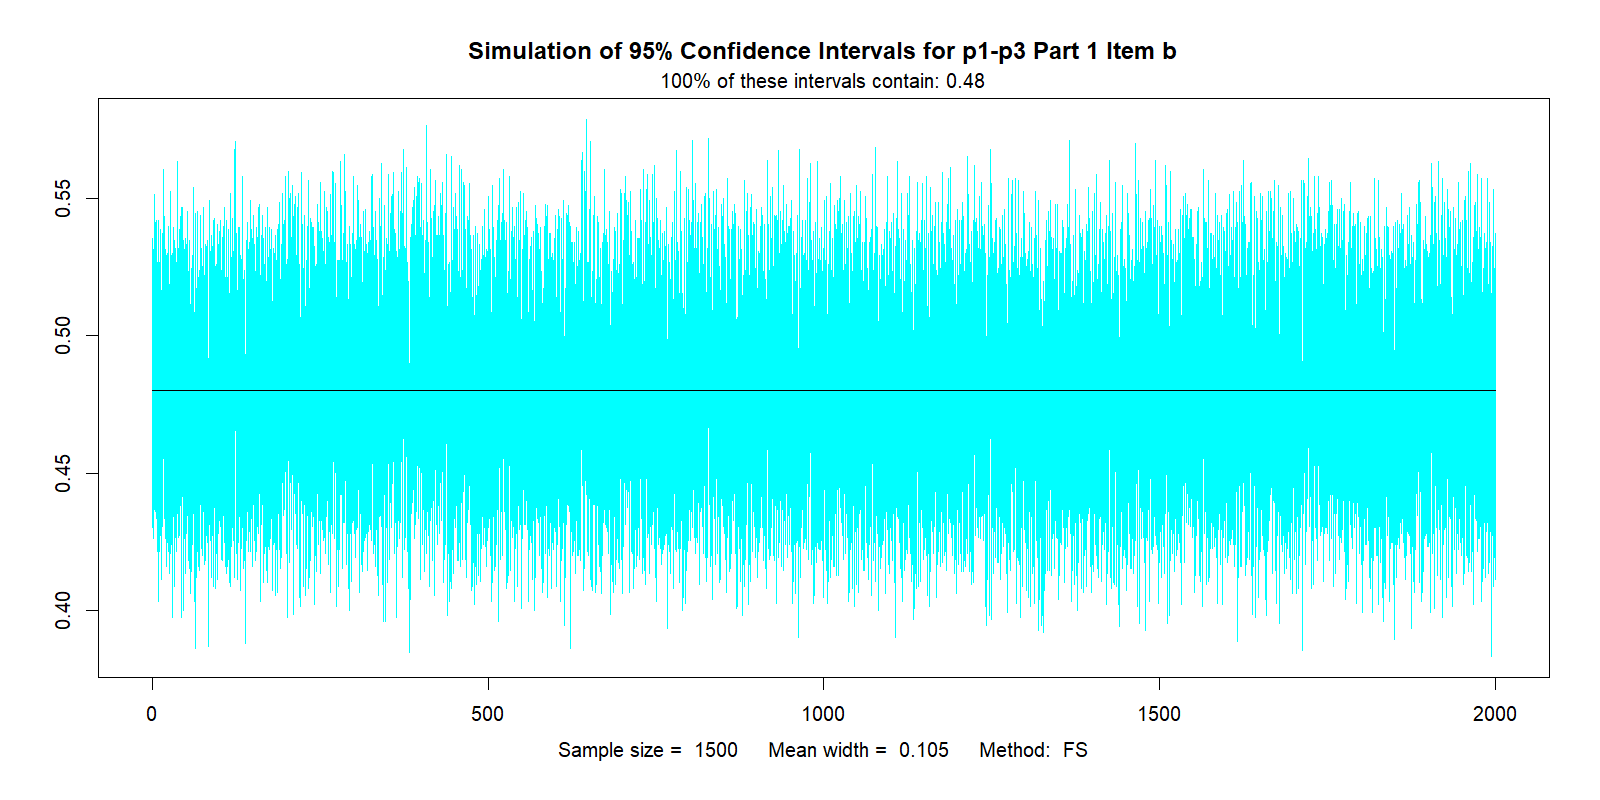 Simulation of 95% Confidence Intervals for p1-p3 Part 1 Item b
100% of these intervals contain: 0.48
0.55
0.50
0.45
0.40
0 500 1000 1500 2000
Sample size = 1500 Mean width = 0.105 Method: FS